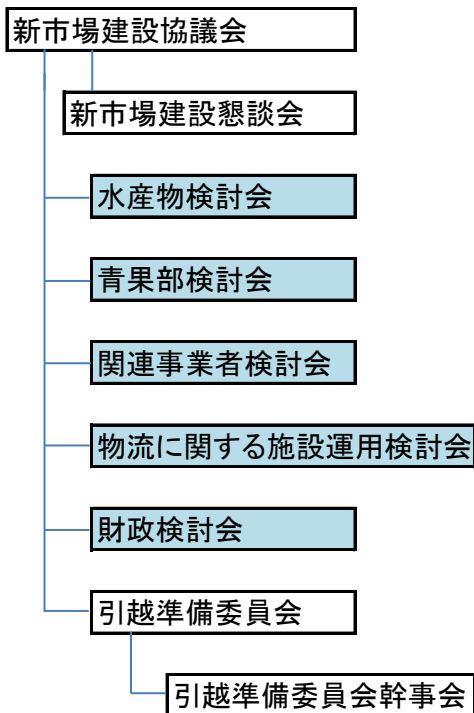 新市場建設協議会
新市場建設懇談会
水産物検討会
青果部検討会
関連事業者検討会
物流に関する施設運用検討会
財政検討会
引越準備委員会
引越準備委員会幹事会